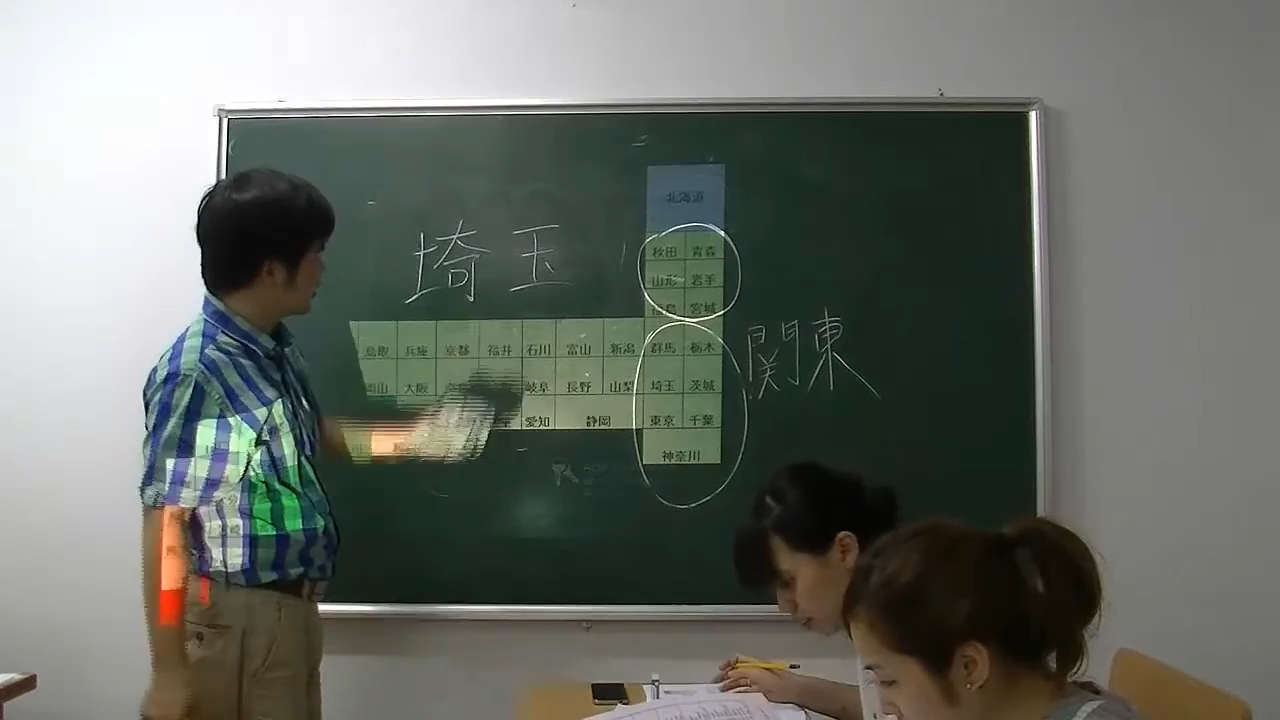 北海道
埼玉
秋田 青森
山形 岩手
福島 宮城
関東
鳥取 兵庫 京都 福井 石川 富山 新潟 群馬 栃木
岡山 大阪 岐阜 長野 山梨 埼玉 茨城
愛知 静岡 東京 千葉
神奈川